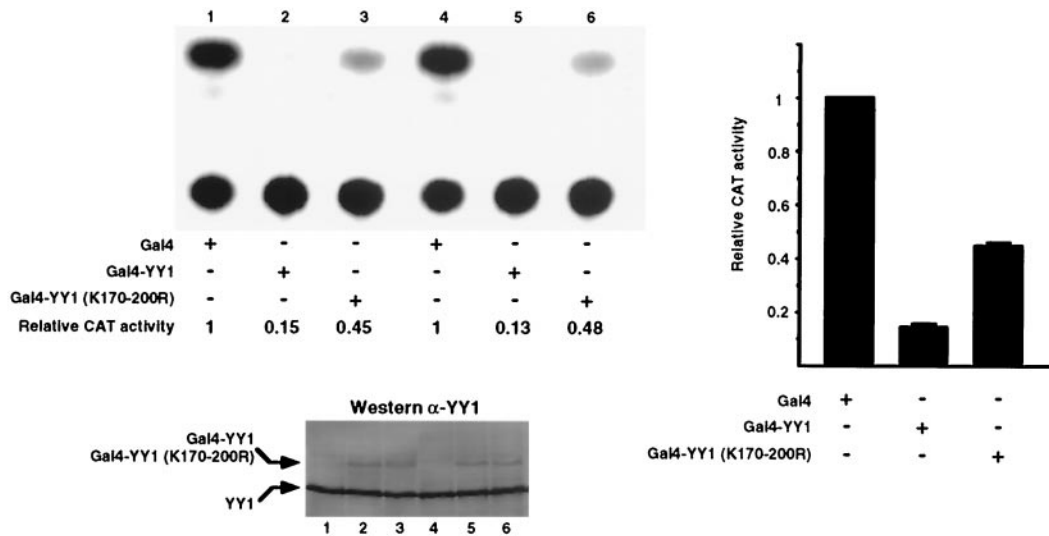 1 2 3 4 5 6
Gal4 + - - + - -
Gal4-YY1 - + - - + -
Gal4-YY1 (K170-200R) - - + - - +
Relative CAT activity 1 0.15 0.45 1 0.13 0.48
Western α-YY1
Gal4-YY1
Gal4-YY1 (K170-200R)
YY1
1 2 3 4 5 6
Relative CAT activity
1
0.8
0.6
0.4
0.2
Gal4 + - -
Gal4-YY1 - + -
Gal4-YY1 (K170-200R) - - +